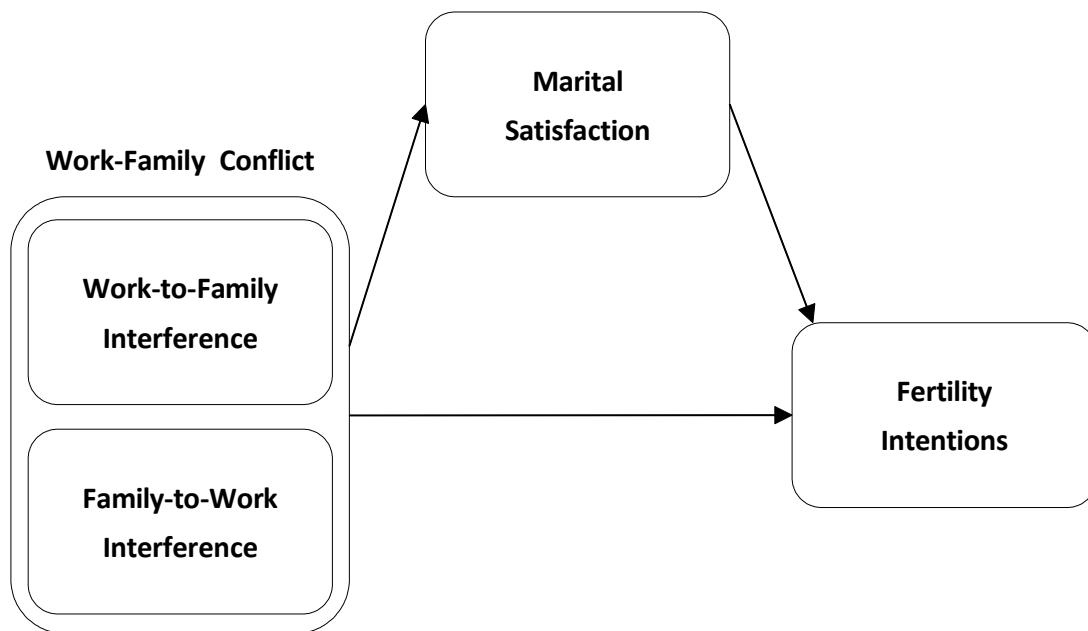 Marital
Satisfaction
Work-Family Conflict
Work-to-Family
Interference
Family-to-Work
Interference
Fertility
Intentions